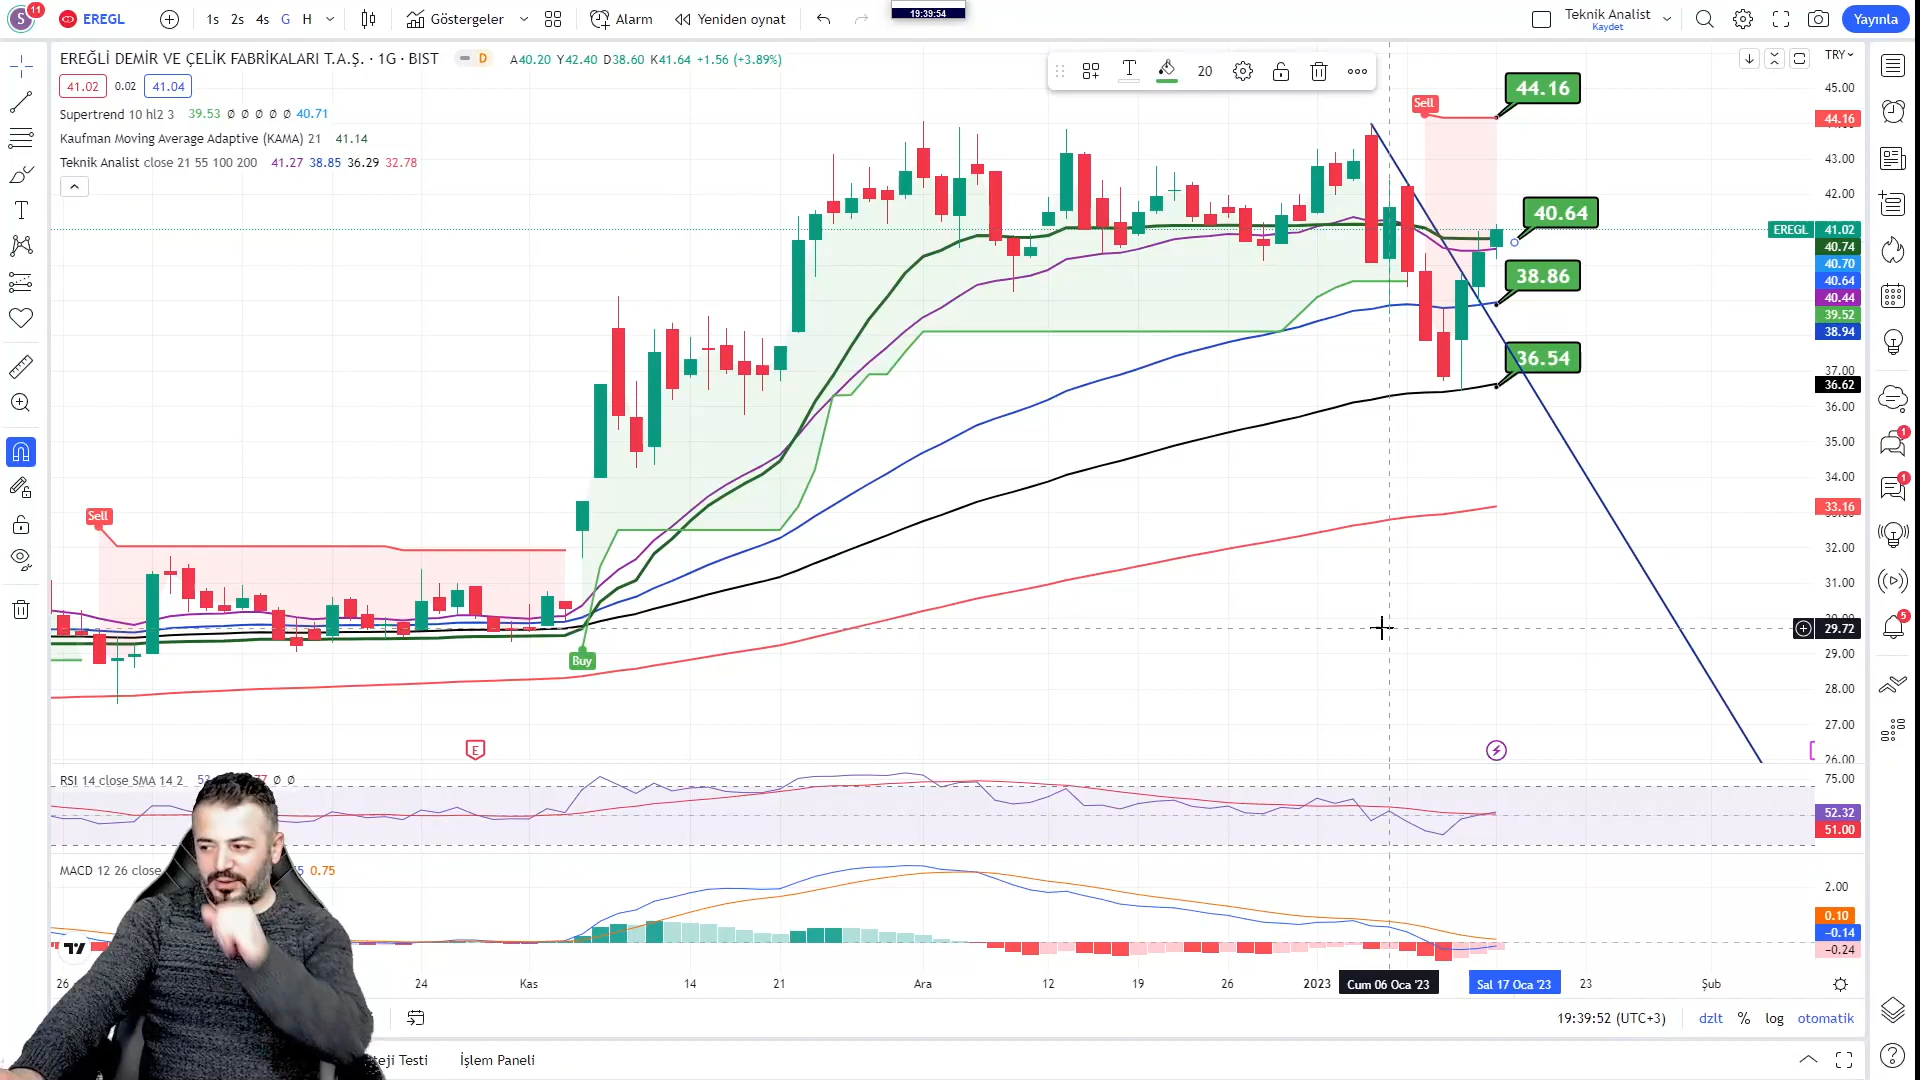 S 11 EREGL 1s 2s 4s G H Göstergeler Alarm Yeniden oynat 19:39:54 Teknik Analist Kaydet Yayınla
EREĞLİ DEMİR VE ÇELİK FABRİKALARI T.A.Ş. · 1G · BIST D A40.20 Y42.40 D38.60 K41.64 +1.56 (+3.89%)
41.02 0.02 41.04
Supertrend 10 hl2 3 39.53 Ø Ø Ø Ø Ø 40.71
Kaufman Moving Average Adaptive (KAMA) 21 41.14
Teknik Analist close 21 55 100 200 41.27 38.85 36.29 32.78
T 20
TRY
45.00
44.16
43.00
42.00
EREGL 41.02
40.74
40.70
40.64
40.44
39.52
38.94
37.00
36.62
36.00
35.00
34.00
33.16
32.00
31.00
29.72
29.00
28.00
27.00
26.00
Sell
44.16
40.64
38.86
36.54
Sell
Buy
E
RSI 14 close SMA 14 2 Ø Ø
75.00
52.32
51.00
MACD 12 26 close 0.75
2.00
0.10
−0.14
−0.24
26 24 Kas 14 21 Ara 12 19 26 2023 Cum 06 Oca '23 Sal 17 Oca '23 23 Şub
19:39:52 (UTC+3) dzlt % log otomatik
teji Testi İşlem Paneli
1
1
5